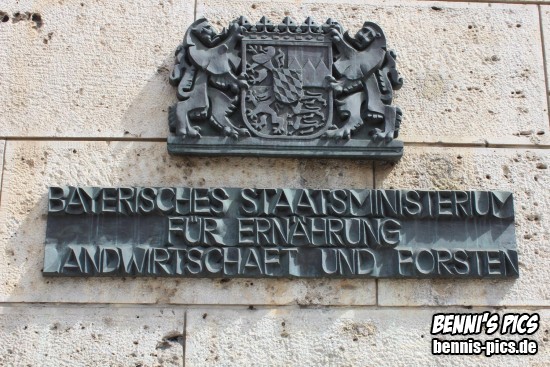 BAYERISCHES STAATSMINISTERIUM
FÜR ERNÄHRUNG
LANDWIRTSCHAFT UND FORSTEN
BENNI'S PICS
bennis-pics.de